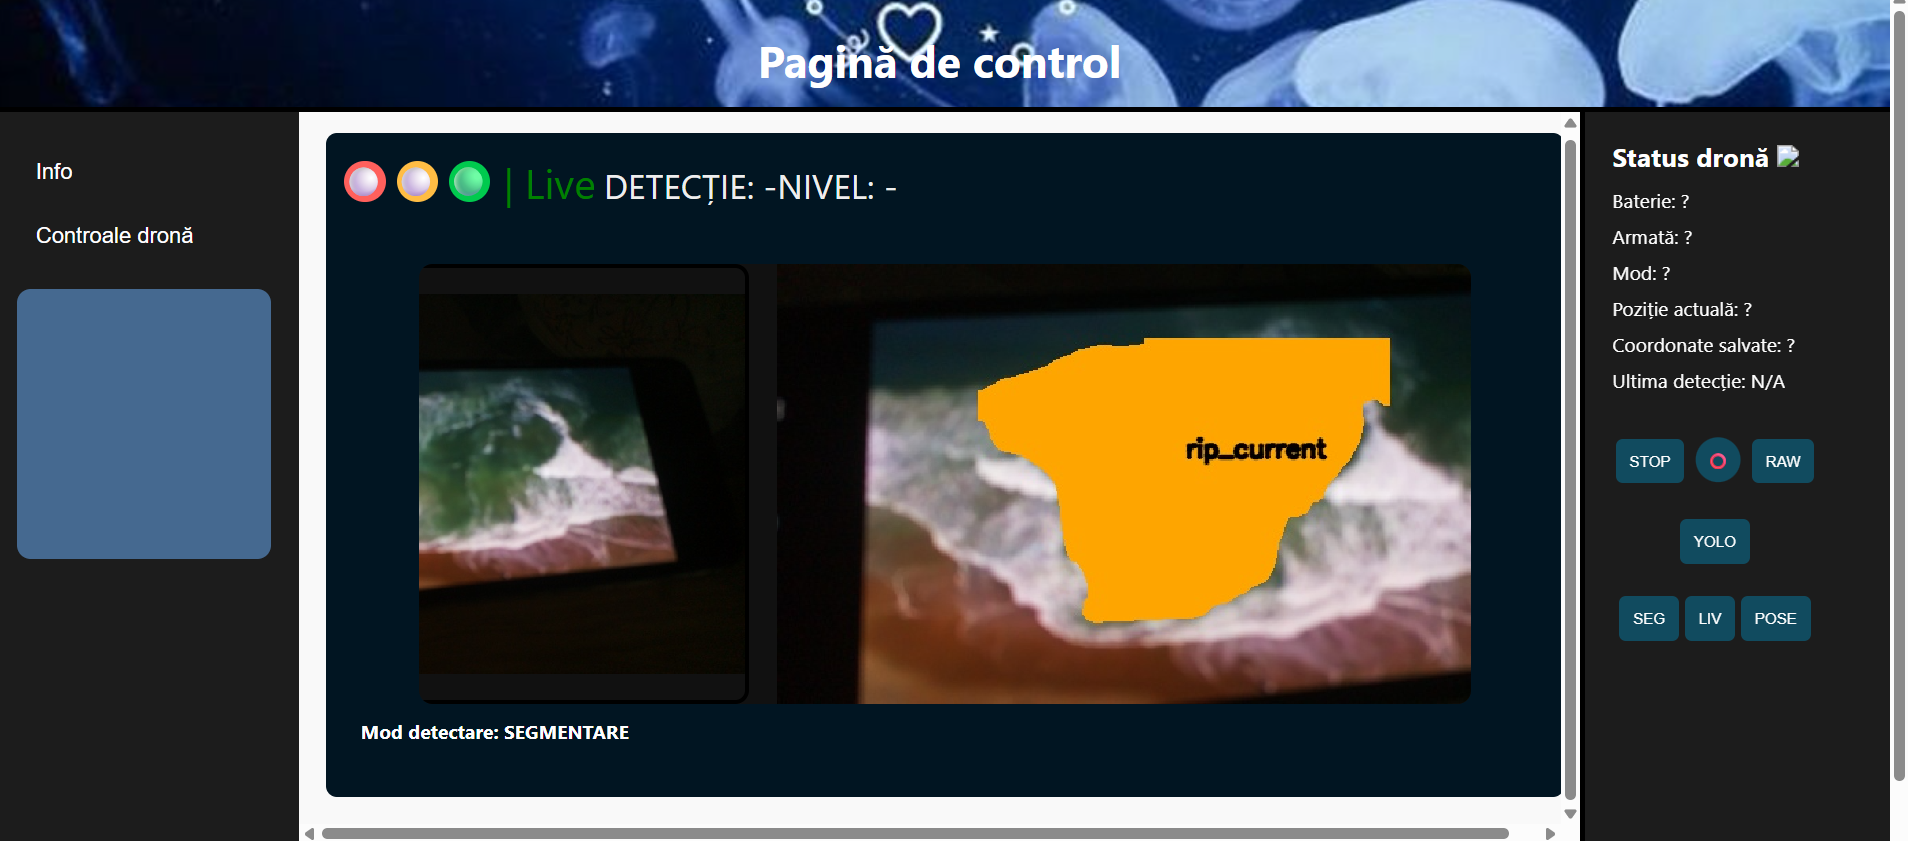 Pagină de control
Info
Controale dronă
| Live DETECȚIE: -NIVEL: -
rip_current
Mod detectare: SEGMENTARE
Status dronă
Baterie: ?
Armată: ?
Mod: ?
Poziție actuală: ?
Coordonate salvate: ?
Ultima detecție: N/A
STOP
RAW
YOLO
SEG LIV POSE